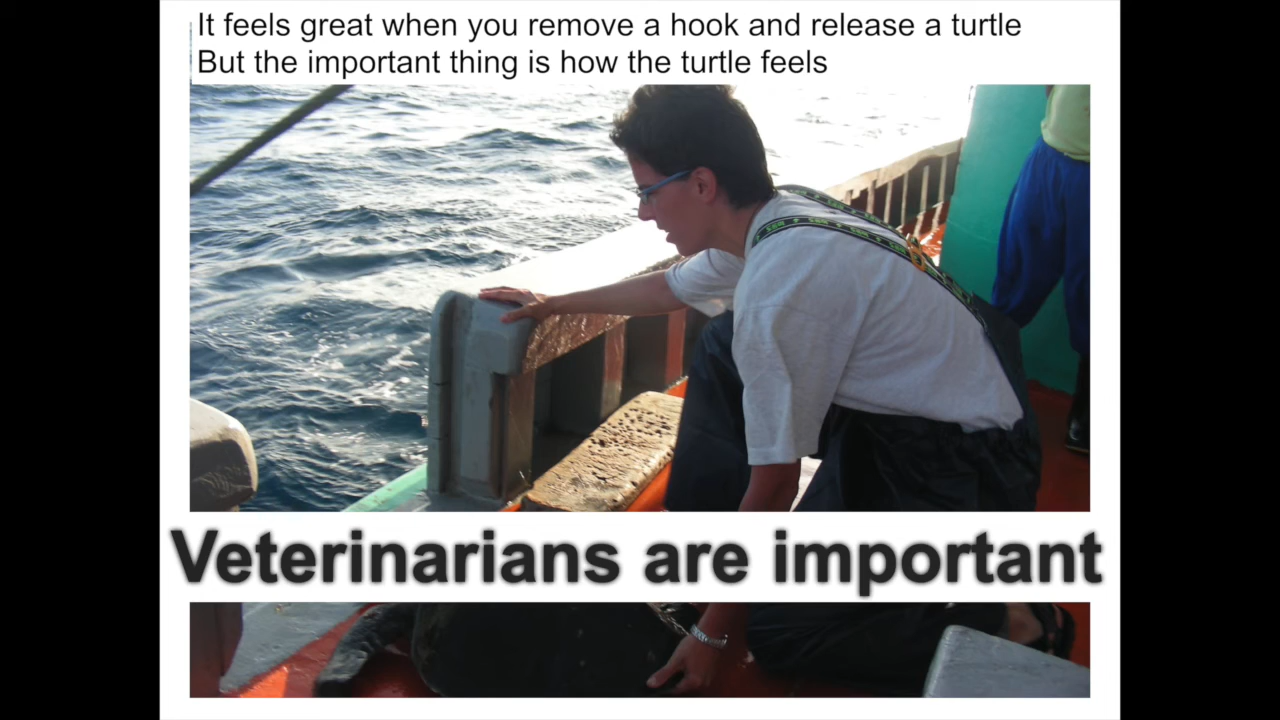 It feels great when you remove a hook and release a turtle
But the important thing is how the turtle feels
Veterinarians are important